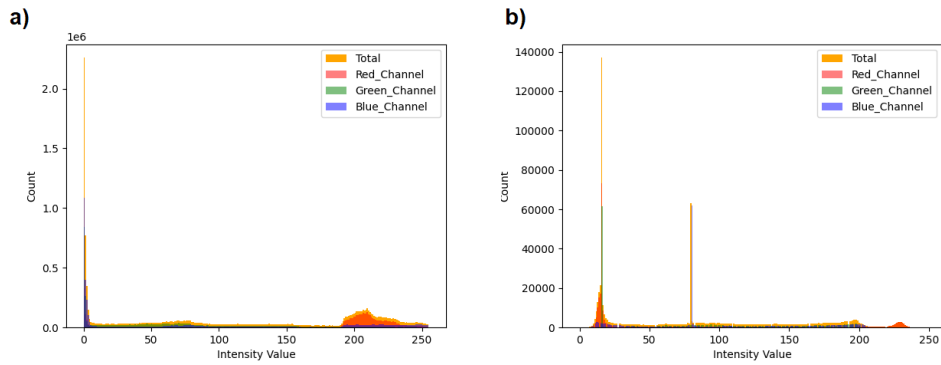 a)
1e6
2.0
1.5
1.0
0.5
0.0
Count
0
50
100
150
200
250
Intensity Value
Total
Red_Channel
Green_Channel
Blue_Channel
b)
140000
120000
100000
80000
60000
40000
20000
0
Count
0
50
100
150
200
250
Intensity Value
Total
Red_Channel
Green_Channel
Blue_Channel